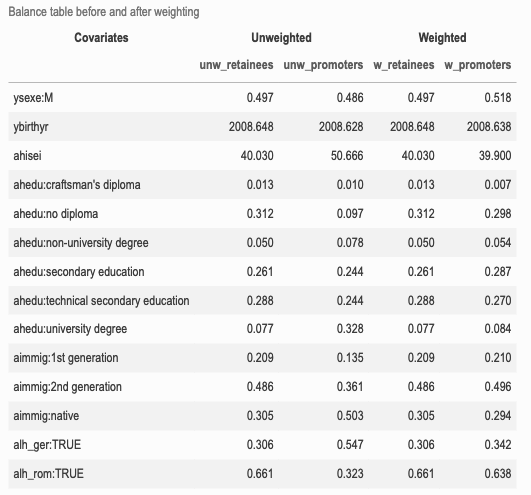 Balance table before and after weighting
Covariates Unweighted Weighted
unw_retainees unw_promoters w_retainees w_promoters
ysexe:M 0.497 0.486 0.497 0.518
ybirthyr 2008.648 2008.628 2008.648 2008.638
ahisei 40.030 50.666 40.030 39.900
ahedu:craftsman's diploma 0.013 0.010 0.013 0.007
ahedu:no diploma 0.312 0.097 0.312 0.298
ahedu:non-university degree 0.050 0.078 0.050 0.054
ahedu:secondary education 0.261 0.244 0.261 0.287
ahedu:technical secondary education 0.288 0.244 0.288 0.270
ahedu:university degree 0.077 0.328 0.077 0.084
aimmig:1st generation 0.209 0.135 0.209 0.210
aimmig:2nd generation 0.486 0.361 0.486 0.496
aimmig:native 0.305 0.503 0.305 0.294
alh_ger:TRUE 0.306 0.547 0.306 0.342
alh_rom:TRUE 0.661 0.323 0.661 0.638